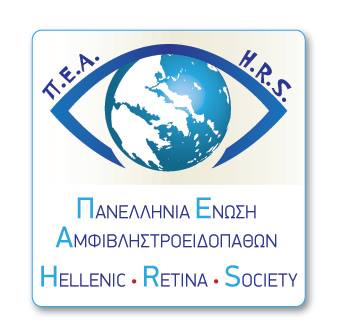 Π.Ε.Α. H.R.S.
ΠΑΝΕΛΛΗΝΙΑ ΕΝΩΣΗ
ΑΜΦΙΒΛΗΣΤΡΟΕΙΔΟΠΑΘΩΝ
HELLENIC • RETINA • SOCIETY